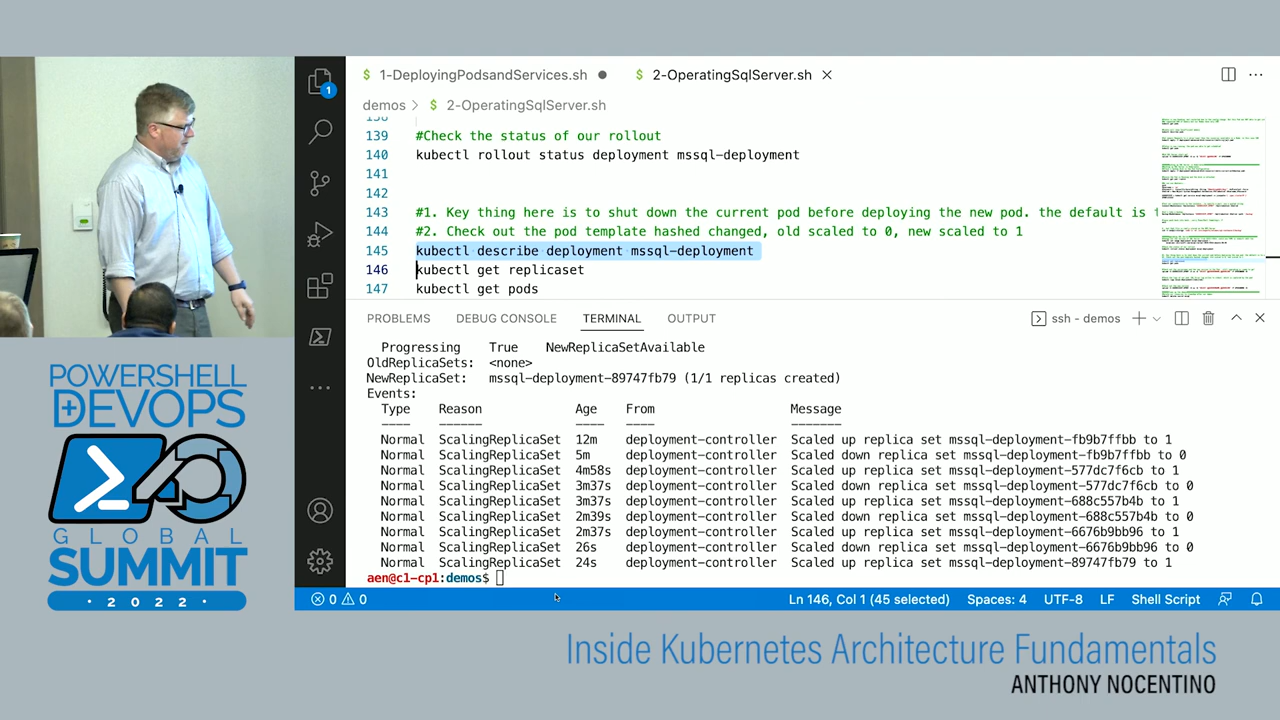 1
$ 1-DeployingPodsandServices.sh ●
$ 2-OperatingSqlServer.sh ×
demos > $ 2-OperatingSqlServer.sh
138
139 #Check the status of our rollout
140 kubectl rollout status deployment mssql-deployment
141
142
143 #1. Key thing here is to shut down the current pod before deploying the new pod. the default is 1
144 #2. Check out the pod template hashed changed, old scaled to 0, new scaled to 1
145 kubectl describe deployment mssql-deployment
146 kubectl get replicaset
147 kubectl get pods
PROBLEMS DEBUG CONSOLE TERMINAL OUTPUT
ssh - demos
Progressing True NewReplicaSetAvailable
OldReplicaSets: <none>
NewReplicaSet: mssql-deployment-89747fb79 (1/1 replicas created)
Events:
Type Reason Age From Message
---- ------ ---- ---- -------
Normal ScalingReplicaSet 12m deployment-controller Scaled up replica set mssql-deployment-fb9b7ffbb to 1
Normal ScalingReplicaSet 5m deployment-controller Scaled down replica set mssql-deployment-fb9b7ffbb to 0
Normal ScalingReplicaSet 4m58s deployment-controller Scaled up replica set mssql-deployment-577dc7f6cb to 1
Normal ScalingReplicaSet 3m37s deployment-controller Scaled down replica set mssql-deployment-577dc7f6cb to 0
Normal ScalingReplicaSet 3m37s deployment-controller Scaled up replica set mssql-deployment-688c557b4b to 1
Normal ScalingReplicaSet 2m39s deployment-controller Scaled down replica set mssql-deployment-688c557b4b to 0
Normal ScalingReplicaSet 2m37s deployment-controller Scaled up replica set mssql-deployment-6676b9bb96 to 1
Normal ScalingReplicaSet 26s deployment-controller Scaled down replica set mssql-deployment-6676b9bb96 to 0
Normal ScalingReplicaSet 24s deployment-controller Scaled up replica set mssql-deployment-89747fb79 to 1
aen@c1-cp1:demos$
0 0 Ln 146, Col 1 (45 selected) Spaces: 4 UTF-8 LF Shell Script
POWERSHELL
DEVOPS
GLOBAL
SUMMIT
· 2022 ·
Inside Kubernetes Architecture Fundamentals
ANTHONY NOCENTINO